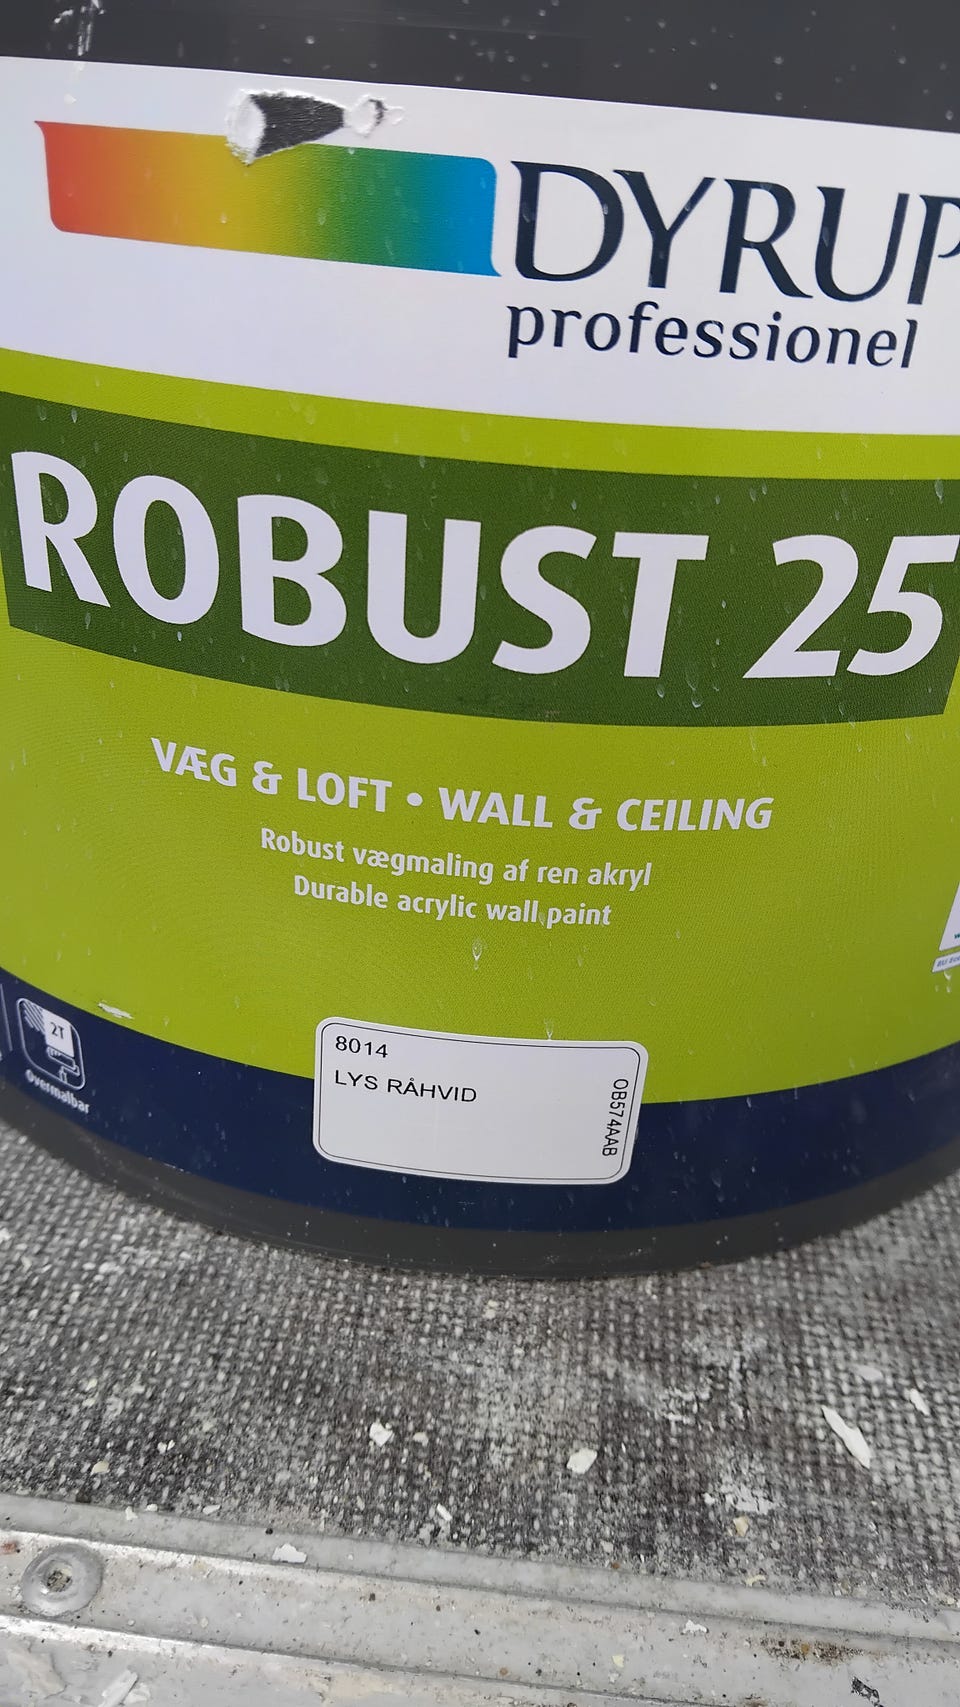 DYRUP
professionel
ROBUST 25
VÆG & LOFT • WALL & CEILING
Robust vægmaling af ren akryl
Durable acrylic wall paint
2T
Overmalbar
8014
LYS RÅHVID
OB574AAB